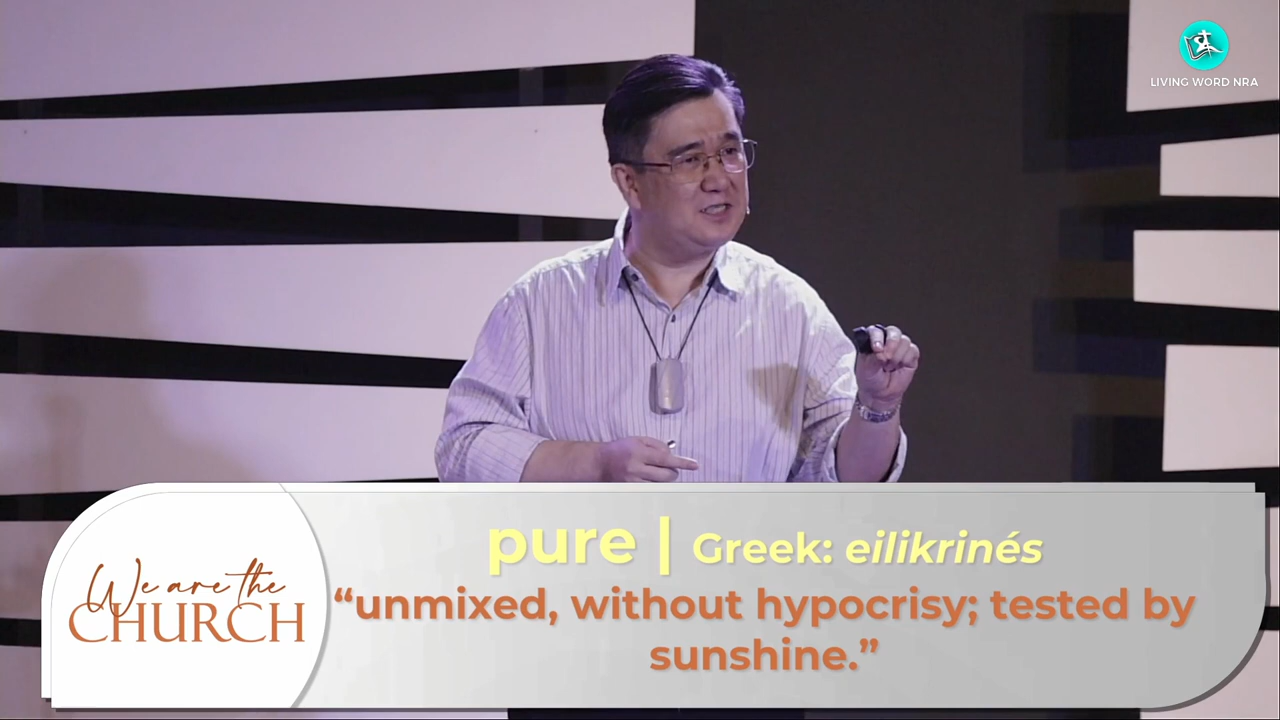 LIVING WORD NRA
pure | Greek: eilikrinés
We are the
CHURCH
“unmixed, without hypocrisy; tested by
sunshine.”